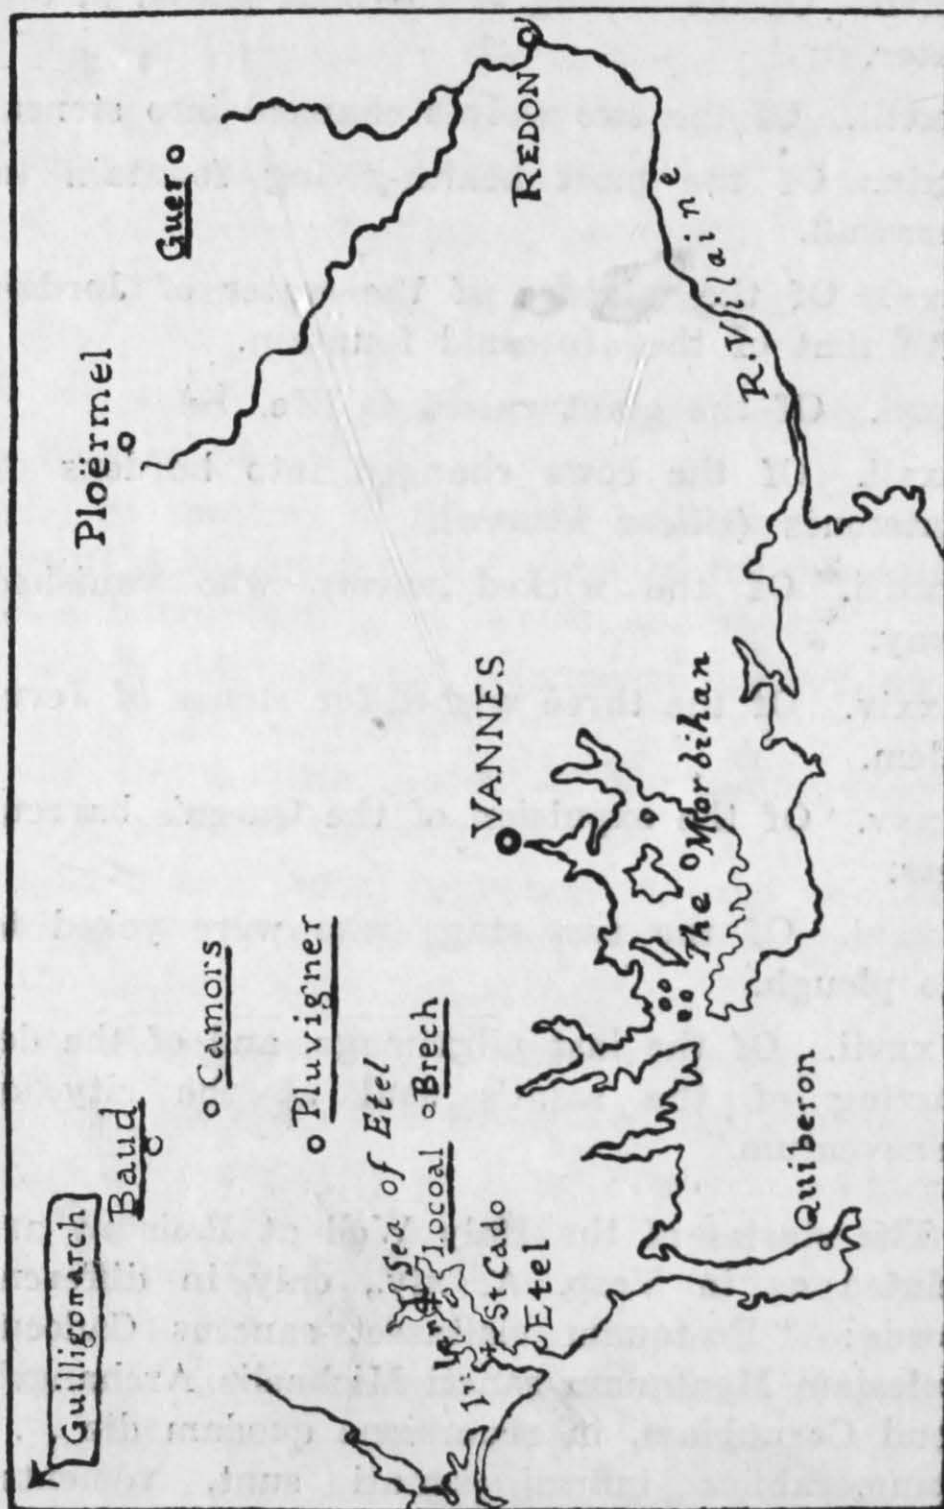 Guilligomarch
Ploërmel
Baud
Guer
Camors
Pluvigner
Sea of Etel
Locoal
Brech
St Cado
VANNES
REDON
Etel
The Morbihan
R. Vilaine
Quiberon